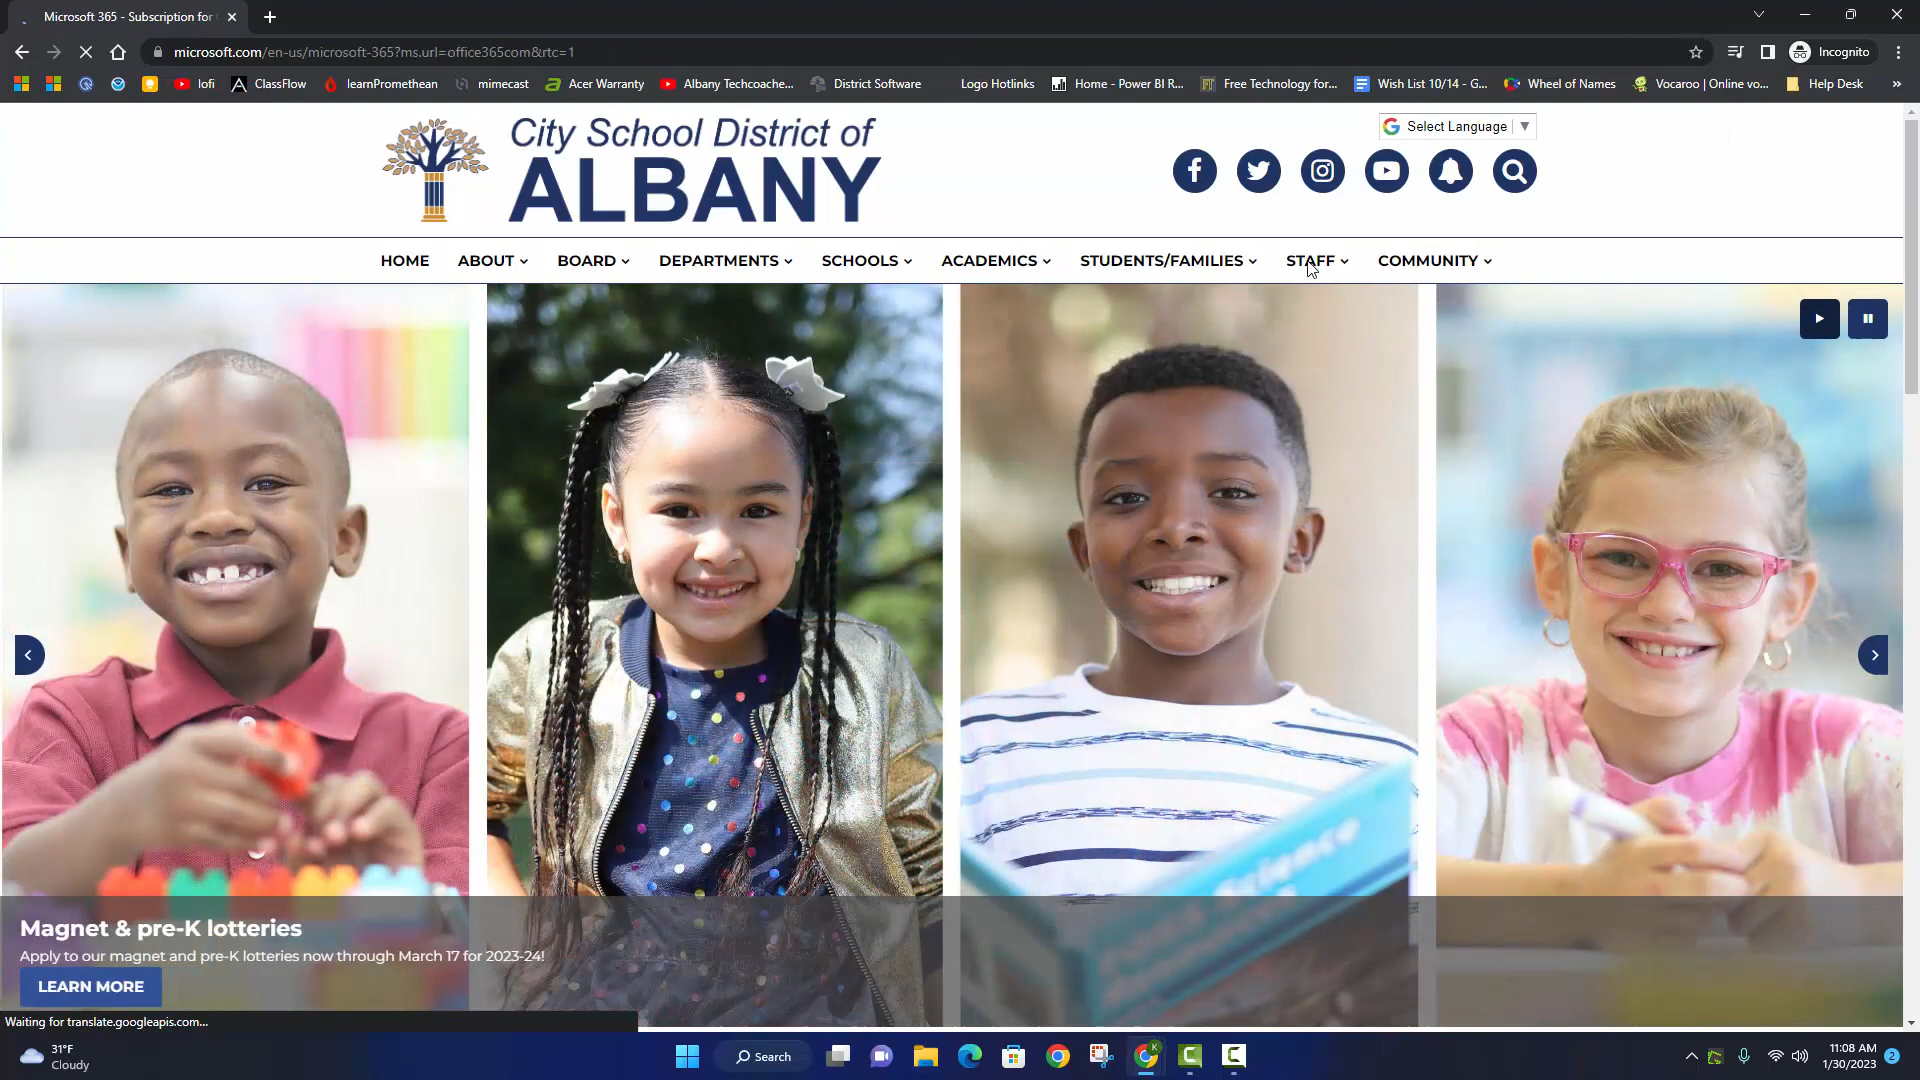 Microsoft 365 - Subscription for
microsoft.com/en-us/microsoft-365?ms.url=office365com&rtc=1
Incognito
lofi
ClassFlow
learnPromethean
mimecast
Acer Warranty
Albany Techcoache...
District Software
Logo Hotlinks
Home - Power BI R...
Free Technology for...
Wish List 10/14 - G...
Wheel of Names
Vocaroo | Online vo...
Help Desk
»
City School District of
ALBANY
Select Language
HOME ABOUT BOARD DEPARTMENTS SCHOOLS ACADEMICS STUDENTS/FAMILIES STAFF COMMUNITY
Science
Magnet & pre-K lotteries
Apply to our magnet and pre-K lotteries now through March 17 for 2023-24!
LEARN MORE
Waiting for translate.googleapis.com...
31°F
Cloudy
Search
K
11:08 AM
1/30/2023
2